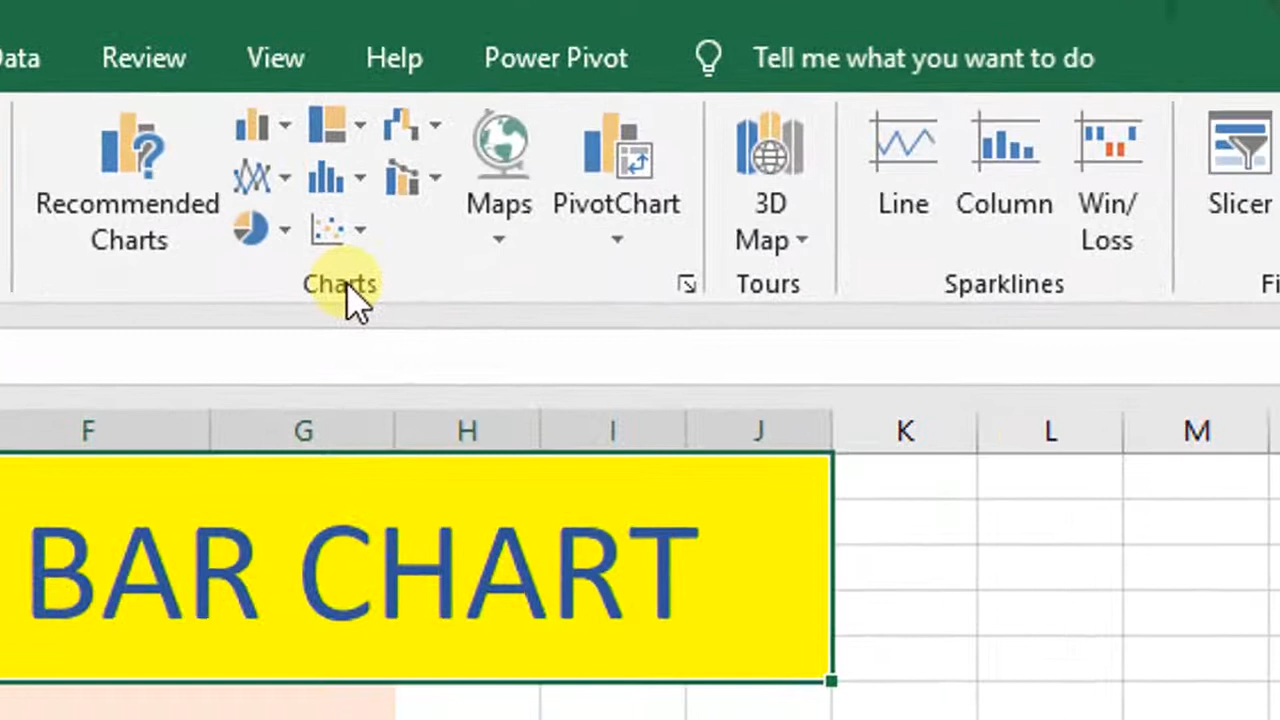 Data Review View Help Power Pivot Tell me what you want to do
Recommended Charts
Maps
PivotChart
3D Map
Line
Column
Win/ Loss
Slicer
Charts
Tours
Sparklines
Fi
F G H I J K L M
BAR CHART